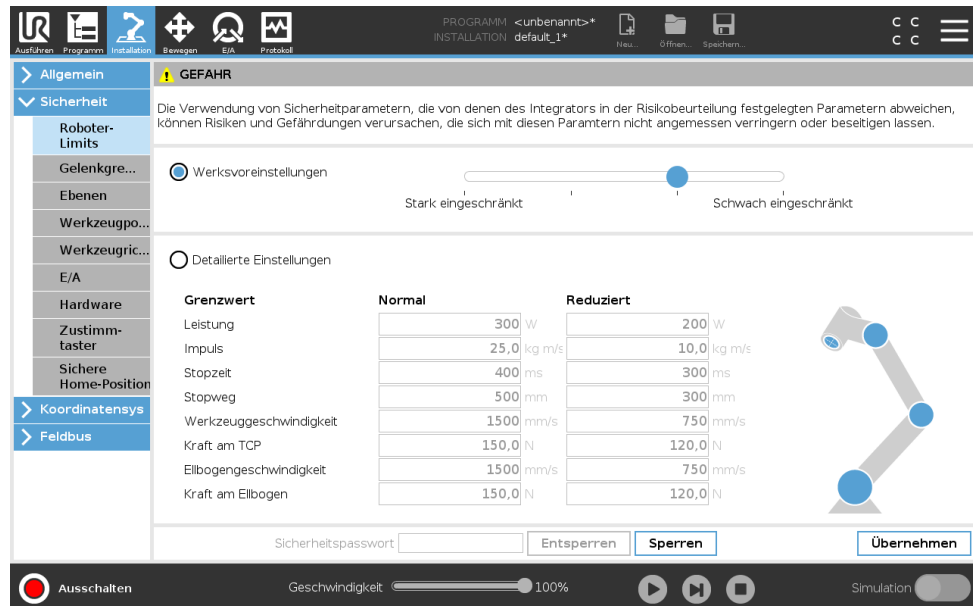 PROGRAMM <unbenannt>*
INSTALLATION default_1*
UR
Ausführen Programm Installation Bewegen E/A Protokoll
Neu... Öffnen... Speichern...
C C
C C
Allgemein
Sicherheit
Roboter-
Limits
Gelenkgre...
Ebenen
Werkzeugpo...
Werkzeugric...
E/A
Hardware
Zustimm-
taster
Sichere
Home-Position
Koordinatensys
Feldbus
GEFAHR
Die Verwendung von Sicherheitparametern, die von denen des Integrators in der Risikobeurteilung festgelegten Parametern abweichen,
können Risiken und Gefährdungen verursachen, die sich mit diesen Paramtern nicht angemessen verringern oder beseitigen lassen.
Werksvoreinstellungen
Stark eingeschränkt Schwach eingeschränkt
Detailierte Einstellungen
Grenzwert Normal Reduziert
Leistung 300 W 200 W
Impuls 25,0 kg m/s 10,0 kg m/s
Stopzeit 400 ms 300 ms
Stopweg 500 mm 300 mm
Werkzeuggeschwindigkeit 1500 mm/s 750 mm/s
Kraft am TCP 150,0 N 120,0 N
Ellbogengeschwindigkeit 1500 mm/s 750 mm/s
Kraft am Ellbogen 150,0 N 120,0 N
Sicherheitspasswort Entsperren Sperren Übernehmen
Ausschalten Geschwindigkeit 100% Simulation